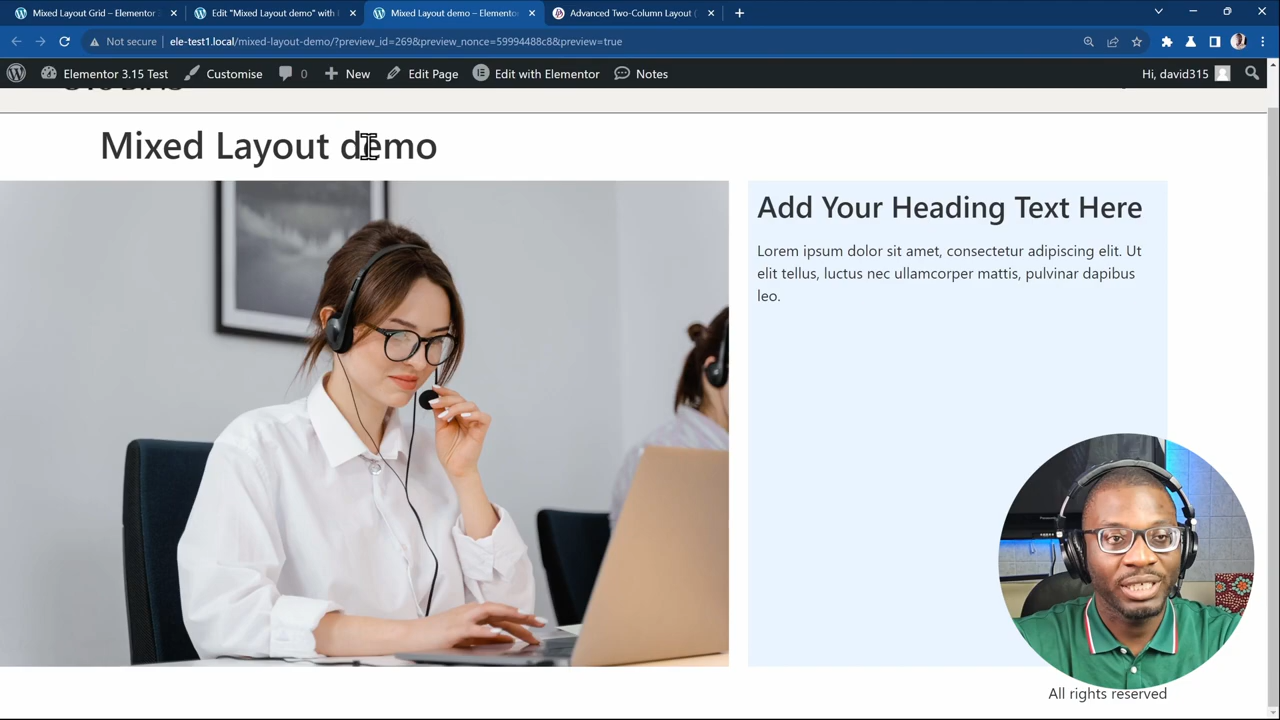 Mixed Layout Grid – Elementor
Edit "Mixed Layout demo" with
Mixed Layout demo – Elemento
Advanced Two-Column Layout (
Not secure
ele-test1.local/mixed-layout-demo/?preview_id=269&preview_nonce=59994488c8&preview=true
Elementor 3.15 Test
Customise
0
New
Edit Page
Edit with Elementor
Notes
Hi, david315
Mixed Layout demo
Add Your Heading Text Here
Lorem ipsum dolor sit amet, consectetur adipiscing elit. Ut
elit tellus, luctus nec ullamcorper mattis, pulvinar dapibus
leo.
All rights reserved